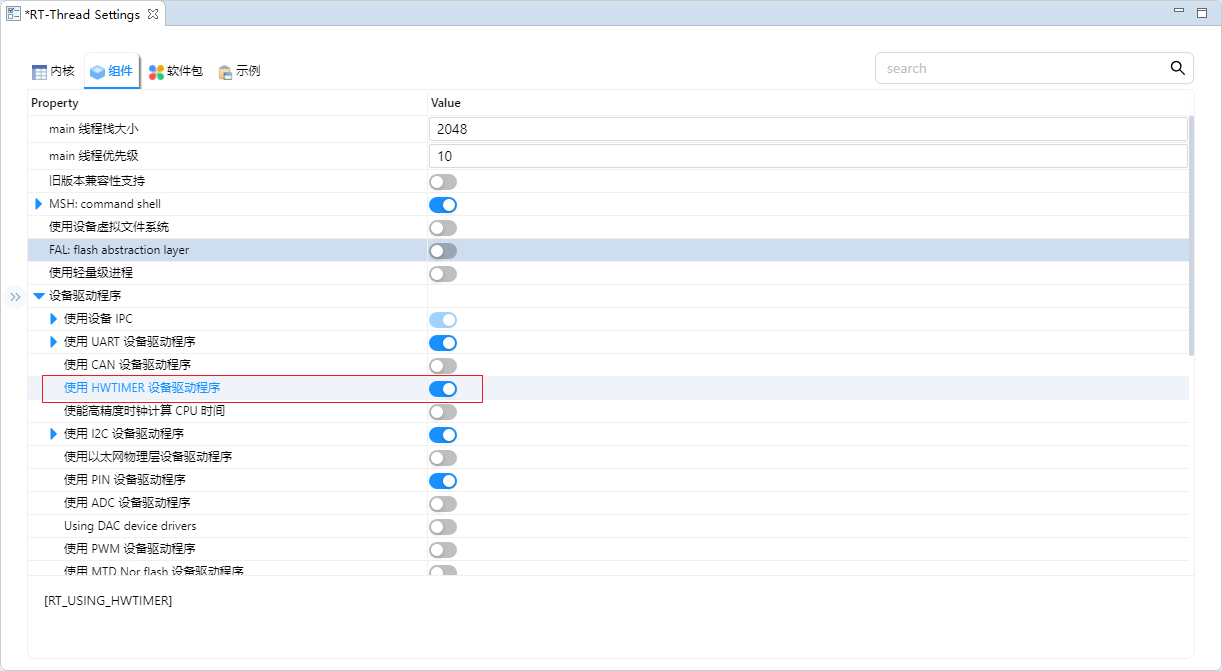 *RT-Thread Settings
内核 组件 软件包 示例 search
Property Value
main 线程栈大小 2048
main 线程优先级 10
旧版本兼容性支持
MSH: command shell
使用设备虚拟文件系统
FAL: flash abstraction layer
使用轻量级进程
设备驱动程序
使用设备 IPC
使用 UART 设备驱动程序
使用 CAN 设备驱动程序
使用 HWTIMER 设备驱动程序
使能高精度时钟计算 CPU 时间
使用 I2C 设备驱动程序
使用以太网物理层设备驱动程序
使用 PIN 设备驱动程序
使用 ADC 设备驱动程序
Using DAC device drivers
使用 PWM 设备驱动程序
使用 MTD Nor flash 设备驱动程序
[RT_USING_HWTIMER]